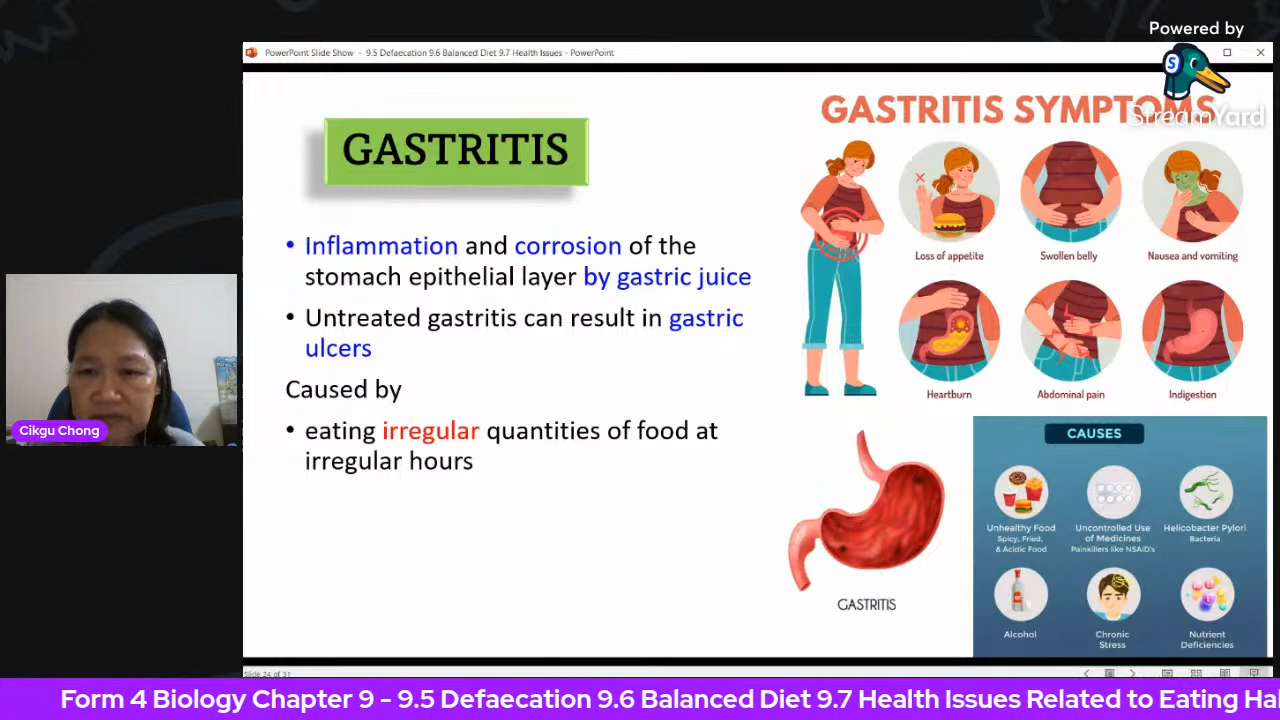 Powered by
StreamYard
PowerPoint Slide Show - 9.5 Defaecation 9.6 Balanced Diet 9.7 Health Issues - PowerPoint
GASTRITIS
• Inflammation and corrosion of the
stomach epithelial layer by gastric juice
• Untreated gastritis can result in gastric
ulcers
Caused by
• eating irregular quantities of food at
irregular hours
GASTRITIS SYMPTOMS
Loss of appetite
Swollen belly
Nausea and vomiting
Heartburn
Abdominal pain
Indigestion
GASTRITIS
CAUSES
Unhealthy Food
Spicy, Fried,
& Acidic Food
Uncontrolled Use
of Medicines
Painkillers like NSAID's
Helicobacter Pylori
Bacteria
Alcohol
Chronic
Stress
Nutrient
Deficiencies
Cikgu Chong
Slide 24 of 31
Form 4 Biology Chapter 9 - 9.5 Defaecation 9.6 Balanced Diet 9.7 Health Issues Related to Eating Ha